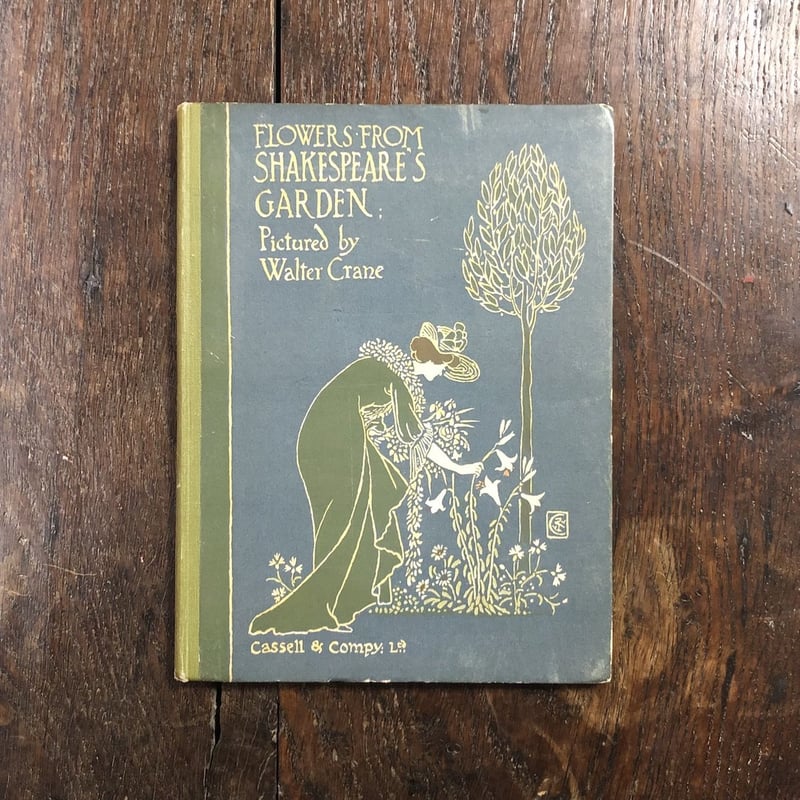 FLOWERS·FROM
SHAKESPEARE'S
GARDEN:
Pictured by
Walter Crane
Cassell & Compy: Ltd